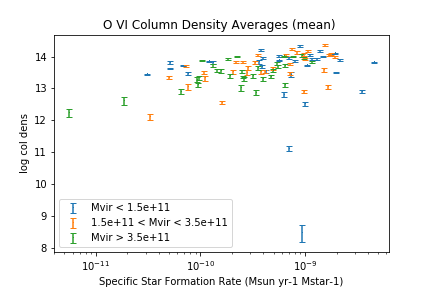 O VI Column Density Averages (mean)
log col dens
14
13
12
11
10
9
8
Mvir < 1.5e+11
1.5e+11 < Mvir < 3.5e+11
Mvir > 3.5e+11
10⁻¹¹ 10⁻¹⁰ 10⁻⁹
Specific Star Formation Rate (Msun yr-1 Mstar-1)